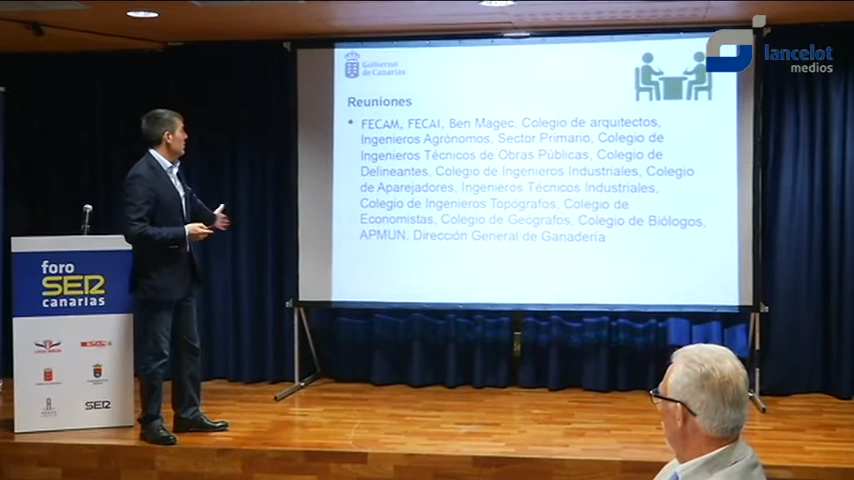 lancelot
medios
Gobierno
de Canarias
Reuniones
• FECAM, FECAI, Ben Magec, Colegio de arquitectos,
Ingenieros Agrónomos, Sector Primario, Colegio de
Ingenieros Técnicos de Obras Públicas, Colegio de
Delineantes, Colegio de Ingenieros Industriales, Colegio
de Aparejadores, Ingenieros Técnicos Industriales,
Colegio de Ingenieros Topógrafos, Colegio de
Economistas, Colegio de Geógrafos, Colegio de Biólogos,
APMUN, Dirección General de Ganadería
foro
SER
canarias
SER